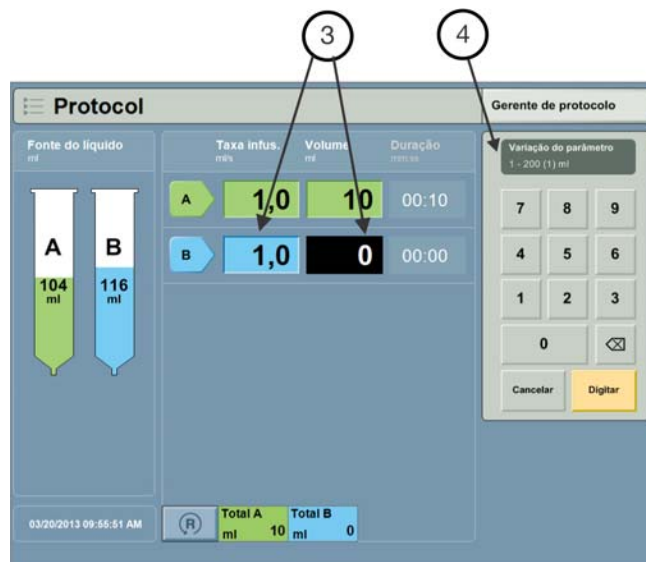 3
4
Protocol
Gerente de protocolo
Fonte do líquido
ml
Taxa infus.
ml/s
Volume
ml
Duração
mm:ss
Variação do parâmetro
1 - 200 (1) ml
A
B
104
ml
116
ml
A
1,0
10
00:10
B
1,0
0
00:00
7
8
9
4
5
6
1
2
3
0
Cancelar
Digitar
03/20/2013 09:55:51 AM
R
Total A
ml 10
Total B
ml 0